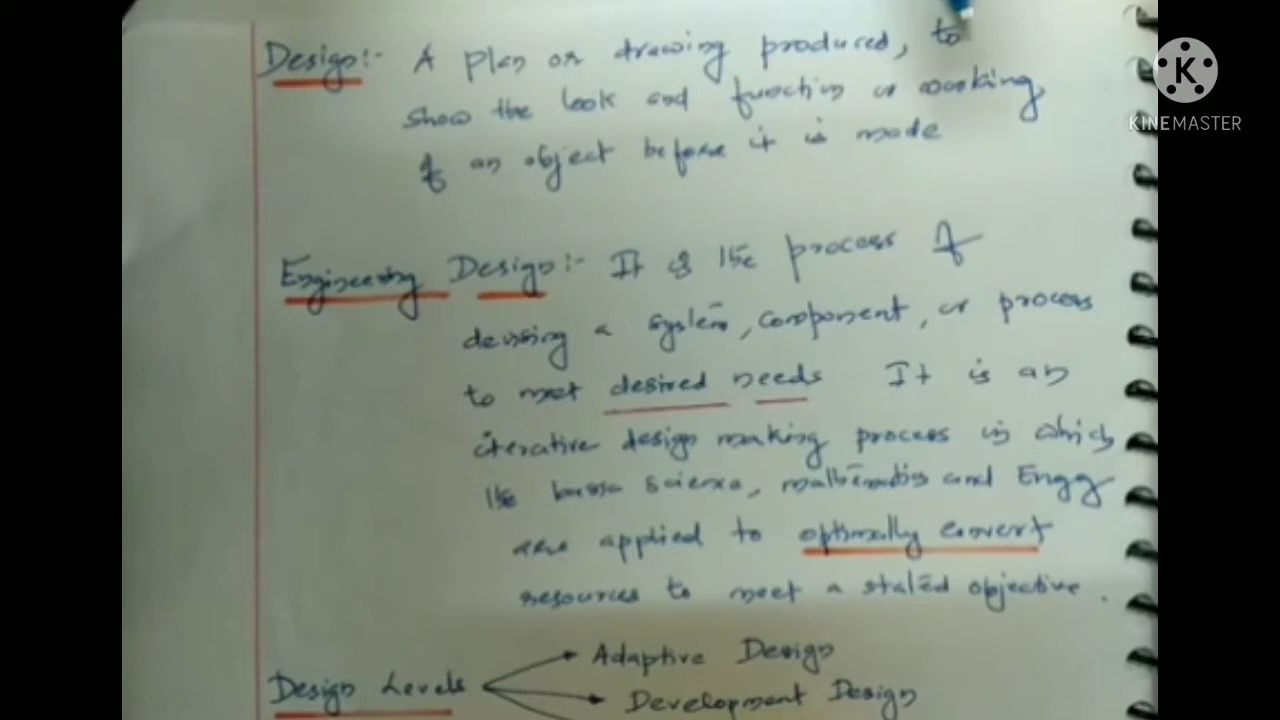 Design:- A plan or drawing produced, to
show the look and function or working
of an object before it is made
Engineering Design:- It is the process of
devising a system, component, or process
to meet desired needs It is an
iterative design making process in which
the basic science, mathematics and Engg
are applied to optimally convert
resources to meet a stated objective.
Design Levels
Adaptive Design
Development Design
K
KINEMASTER